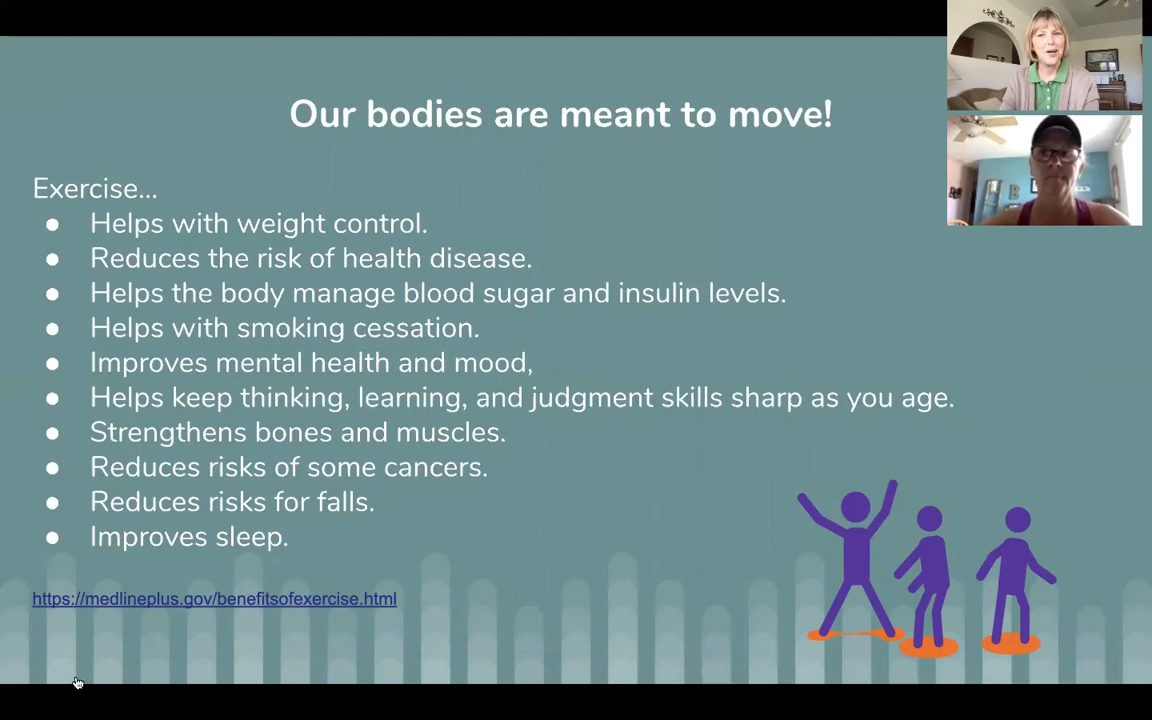 Our bodies are meant to move!
Exercise...
● Helps with weight control.
● Reduces the risk of health disease.
● Helps the body manage blood sugar and insulin levels.
● Helps with smoking cessation.
● Improves mental health and mood,
● Helps keep thinking, learning, and judgment skills sharp as you age.
● Strengthens bones and muscles.
● Reduces risks of some cancers.
● Reduces risks for falls.
● Improves sleep.
https://medlineplus.gov/benefitsofexercise.html
B